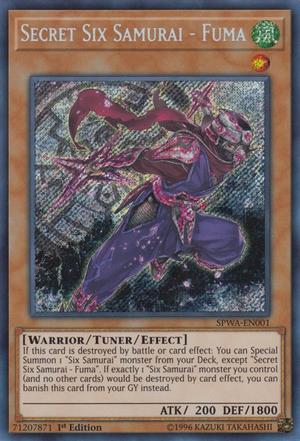 SECRET SIX SAMURAI - FUMA
SPWA-EN001
[WARRIOR/TUNER/EFFECT]
If this card is destroyed by battle or card effect: You can Special
Summon 1 "Six Samurai" monster from your Deck, except "Secret
Six Samurai - Fuma". If exactly 1 "Six Samurai" monster you control
(and no other cards) would be destroyed by card effect, you can
banish this card from your GY instead.
ATK/ 200 DEF/1800
71207871 1st Edition ©1996 KAZUKI TAKAHASHI